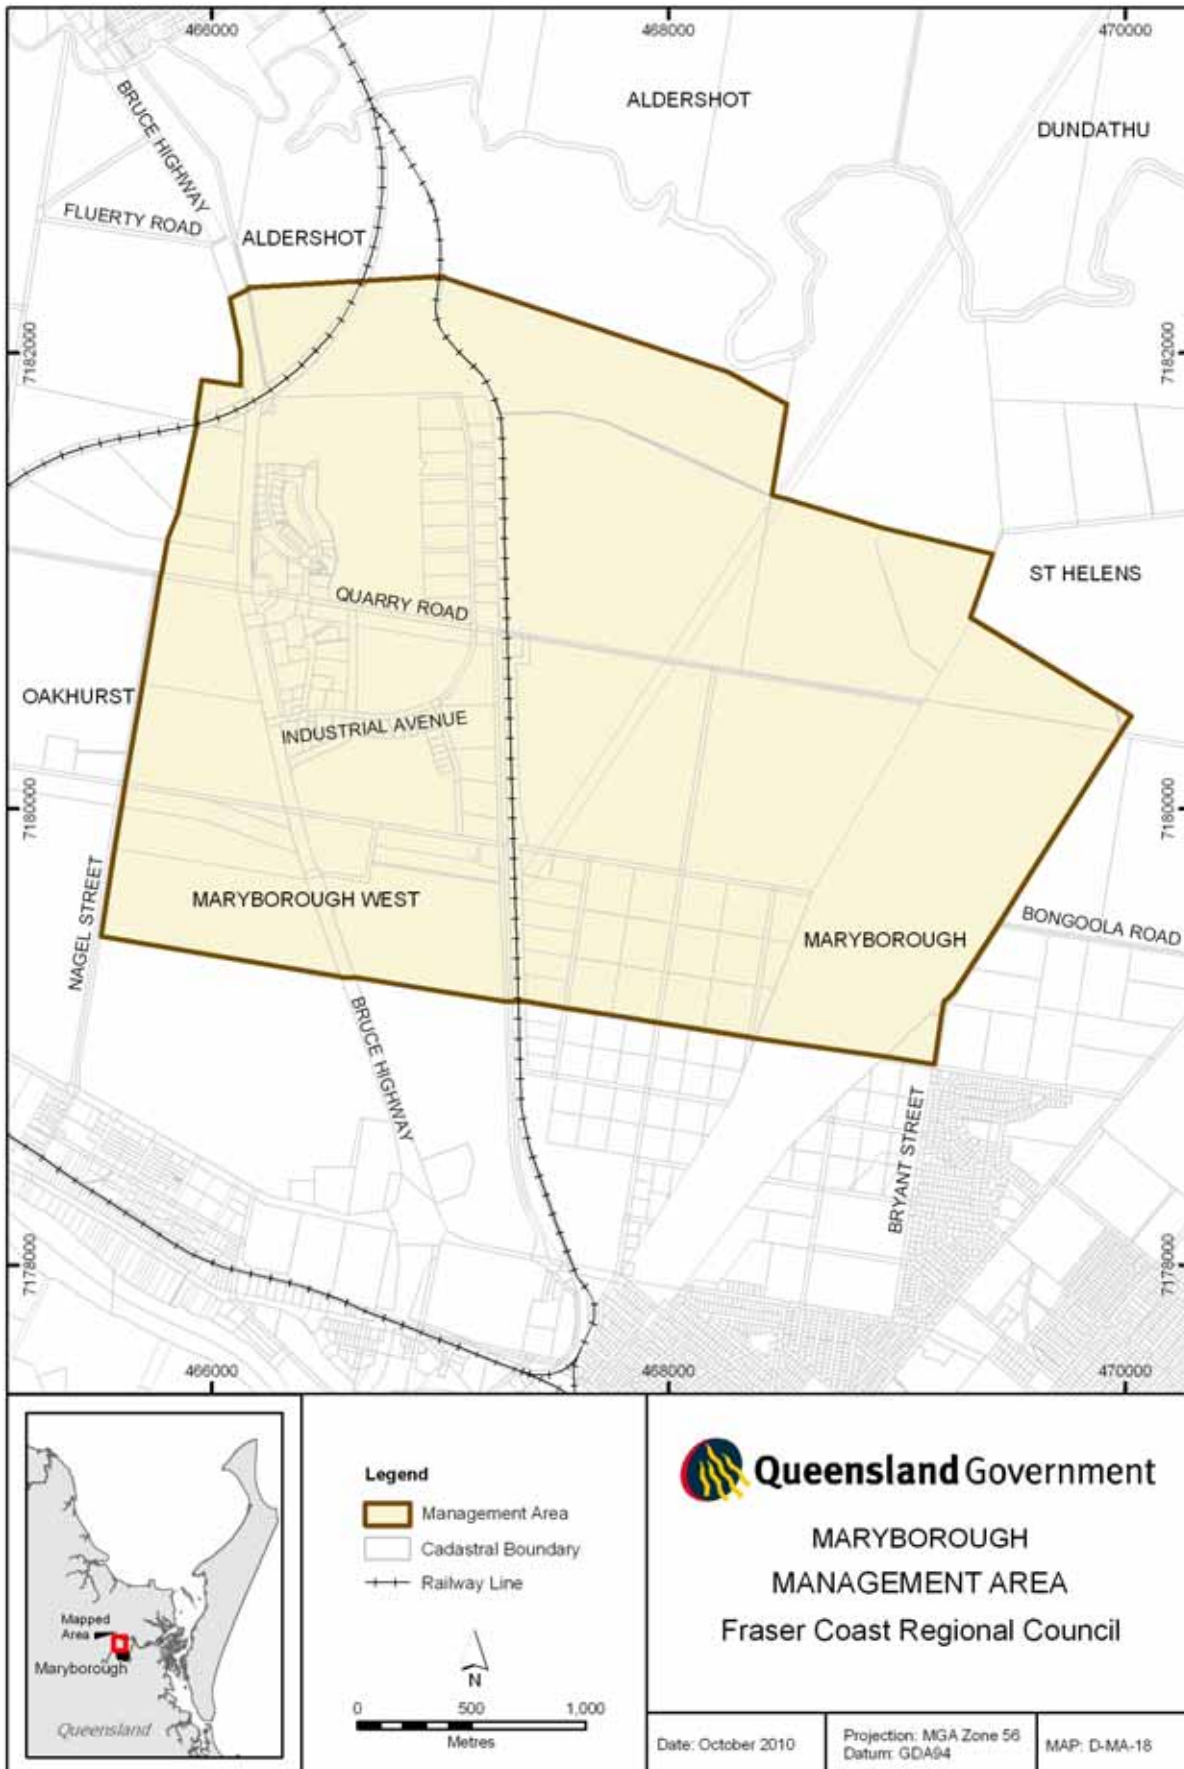 466000
468000
470000
ALDERSHOT
DUNDATHU
BRUCE HIGHWAY
FLUERTY ROAD
ALDERSHOT
7182000
7182000
ST HELENS
QUARRY ROAD
OAKHURST
INDUSTRIAL AVENUE
7180000
7180000
MARYBOROUGH WEST
NAGEL STREET
MARYBOROUGH
BONGOOLA ROAD
BRUCE HIGHWAY
BRYANT STREET
7178000
7178000
466000
468000
470000
Mapped
Area
Maryborough
Queensland
Legend
Management Area
Cadastral Boundary
Railway Line
N
0 500 1,000
Metres
Queensland Government
MARYBOROUGH
MANAGEMENT AREA
Fraser Coast Regional Council
Date: October 2010
Projection: MGA Zone 56
Datum: GDA94
MAP: D-MA-18